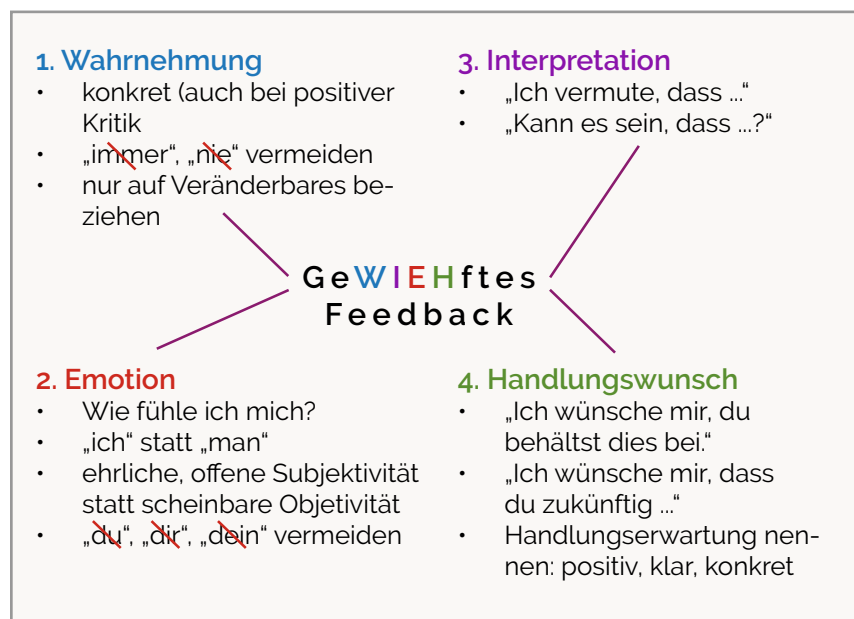 1. Wahrnehmung
• konkret (auch bei positiver
Kritik
• „immer“, „nie“ vermeiden
• nur auf Veränderbares be-
ziehen
3. Interpretation
• „Ich vermute, dass ...“
• „Kann es sein, dass ...?“
GeWIEHftes
Feedback
2. Emotion
• Wie fühle ich mich?
• „ich“ statt „man“
• ehrliche, offene Subjektivität
statt scheinbare Objetivität
• „du“, „dir“, „dein“ vermeiden
4. Handlungswunsch
• „Ich wünsche mir, du
behältst dies bei.“
• „Ich wünsche mir, dass
du zukünftig ...“
• Handlungserwartung nen-
nen: positiv, klar, konkret